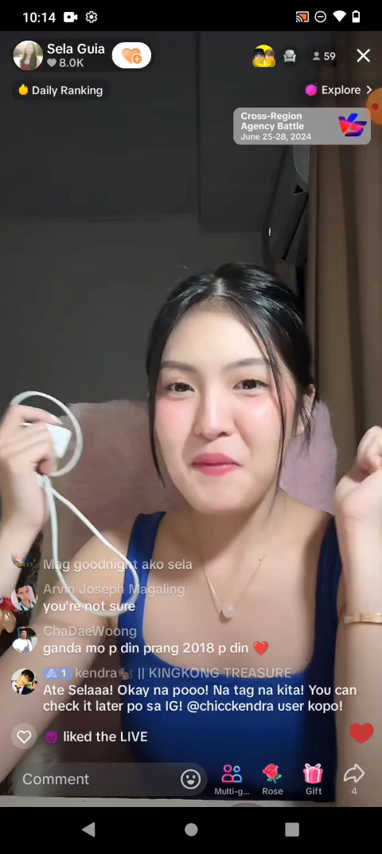 10:14
Sela Guia
8.0K
59
Daily Ranking
Explore
Cross-Region
Agency Battle
June 25-28, 2024
Mag goodnight ako sela
Arvin Joseph Magaling
you're not sure
ChaDaeWoong
ganda mo p din prang 2018 p din ❤️
1 kendra🐿️ || KINGKONG TREASURE
Ate Selaaa! Okay na pooo! Na tag na kita! You can
check it later po sa IG! @chicckendra user kopo!
😈 liked the LIVE
Comment
Multi-g...
Rose
Gift
4